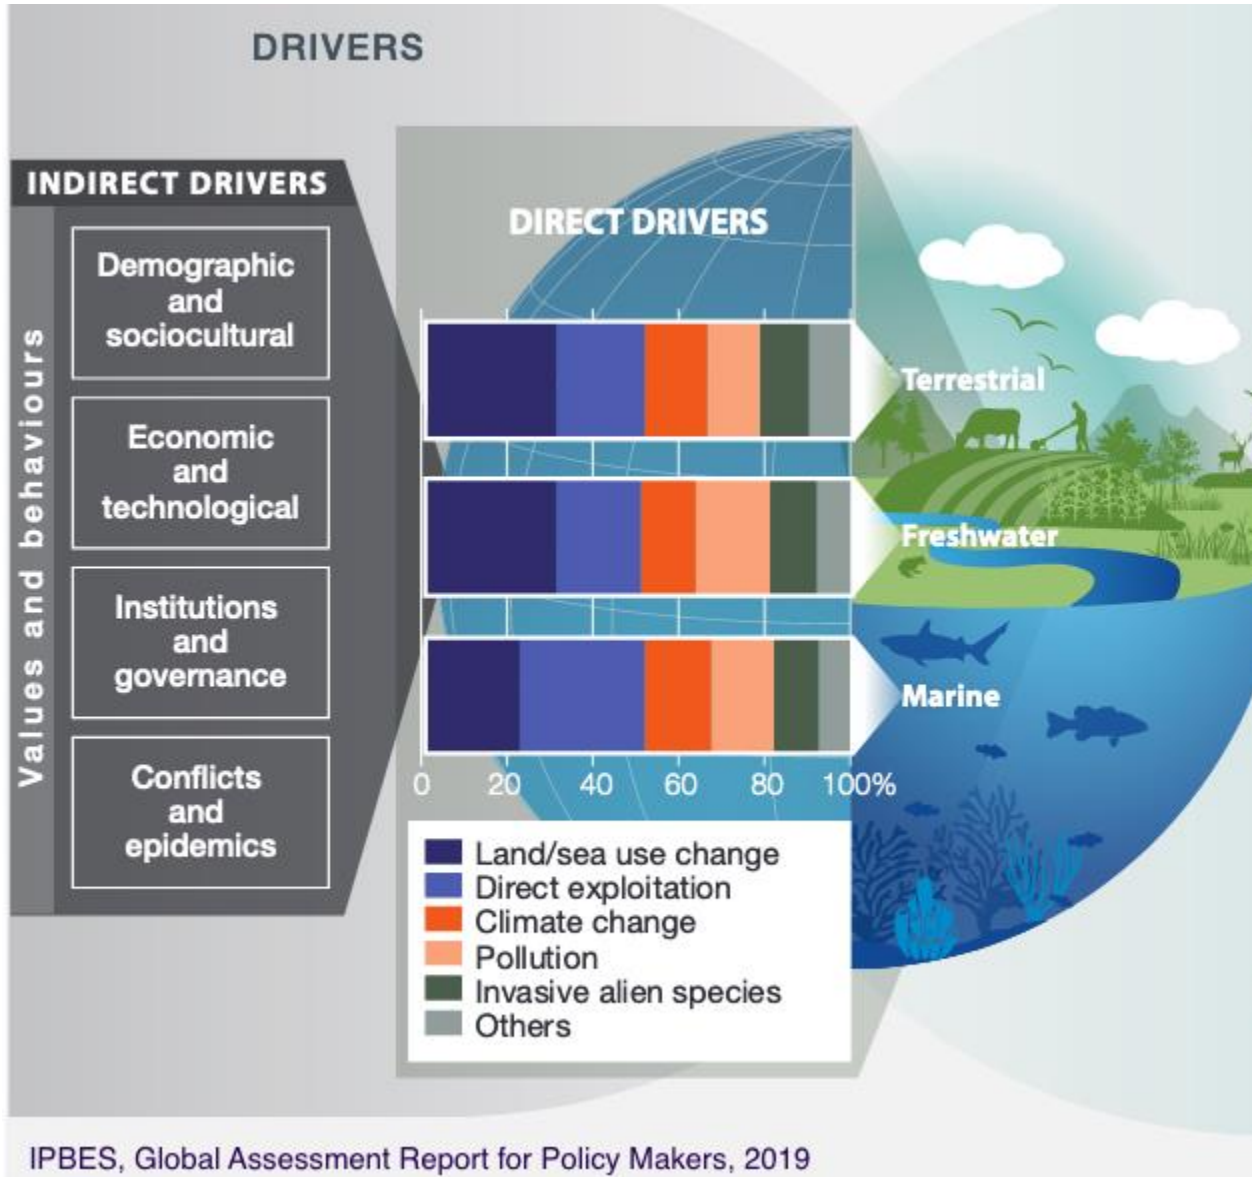 DRIVERS
INDIRECT DRIVERS
Values and behaviours
Demographic
and
sociocultural
Economic
and
technological
Institutions
and
governance
Conflicts
and
epidemics
DIRECT DRIVERS
Terrestrial
Freshwater
Marine
0 20 40 60 80 100%
Land/sea use change
Direct exploitation
Climate change
Pollution
Invasive alien species
Others
IPBES, Global Assessment Report for Policy Makers, 2019